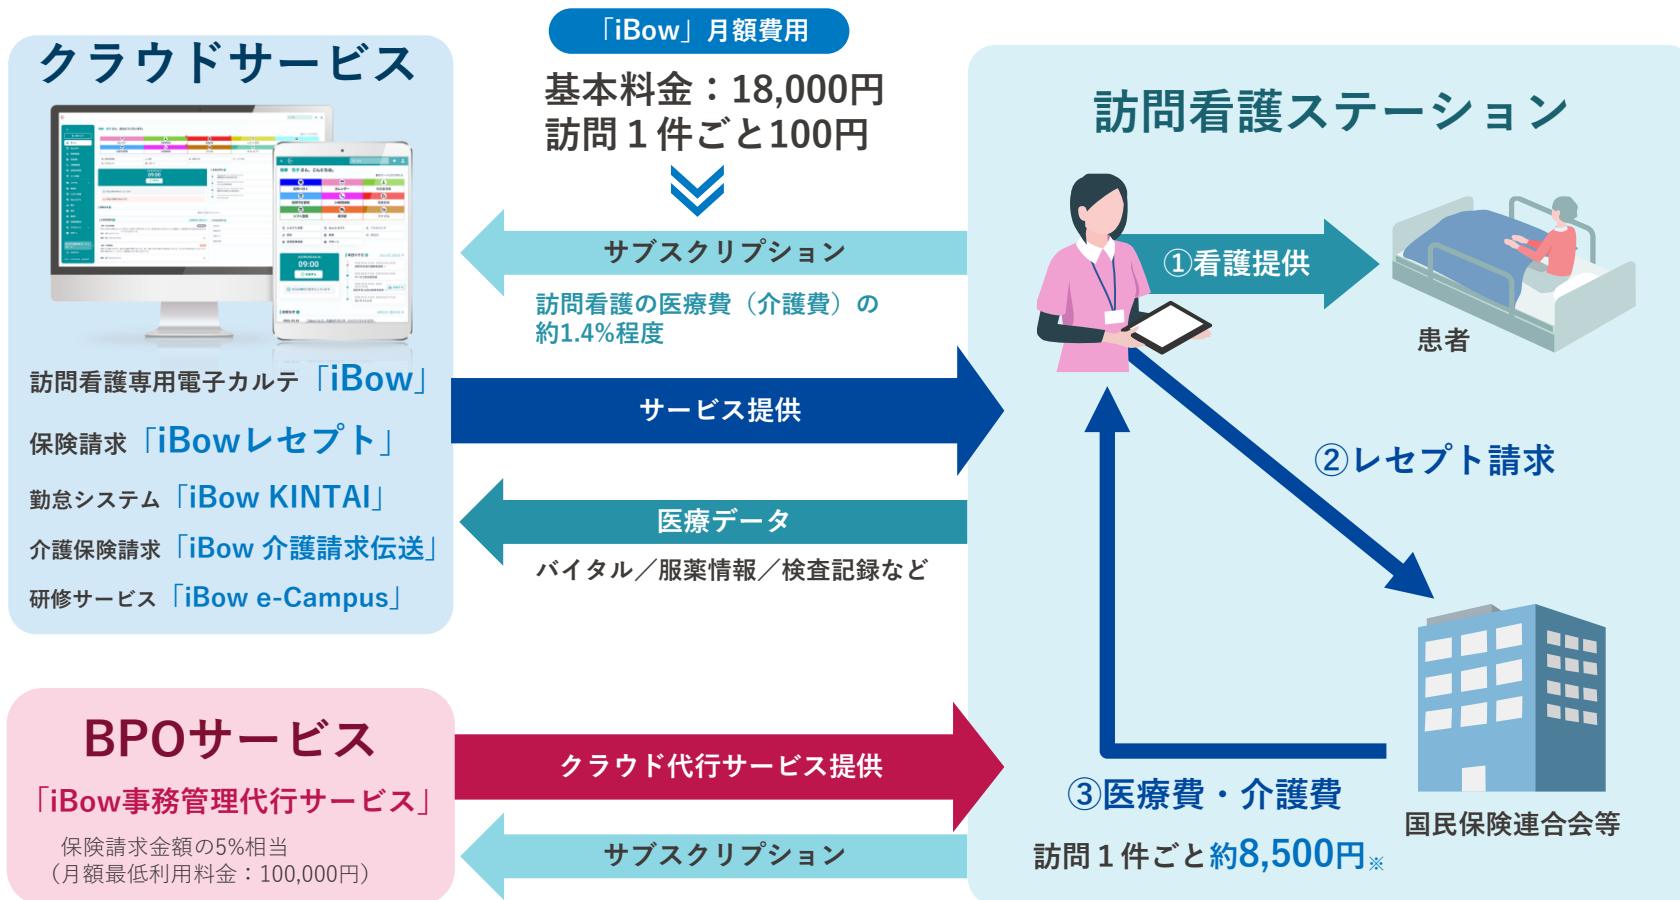 「iBow」月額費用
基本料金：18,000円
訪問１件ごと100円
クラウドサービス
09:00
09:00
訪問看護専用電子カルテ「iBow」
保険請求「iBowレセプト」
勤怠システム「iBow KINTAI」
介護保険請求「iBow 介護請求伝送」
研修サービス「iBow e-Campus」
サブスクリプション
訪問看護の医療費（介護費）の
約1.4%程度
サービス提供
医療データ
バイタル／服薬情報／検査記録など
訪問看護ステーション
①看護提供
患者
②レセプト請求
③医療費・介護費
訪問１件ごと約8,500円※
国民保険連合会等
BPOサービス
「iBow事務管理代行サービス」
保険請求金額の5%相当
（月額最低利用料金：100,000円）
クラウド代行サービス提供
サブスクリプション